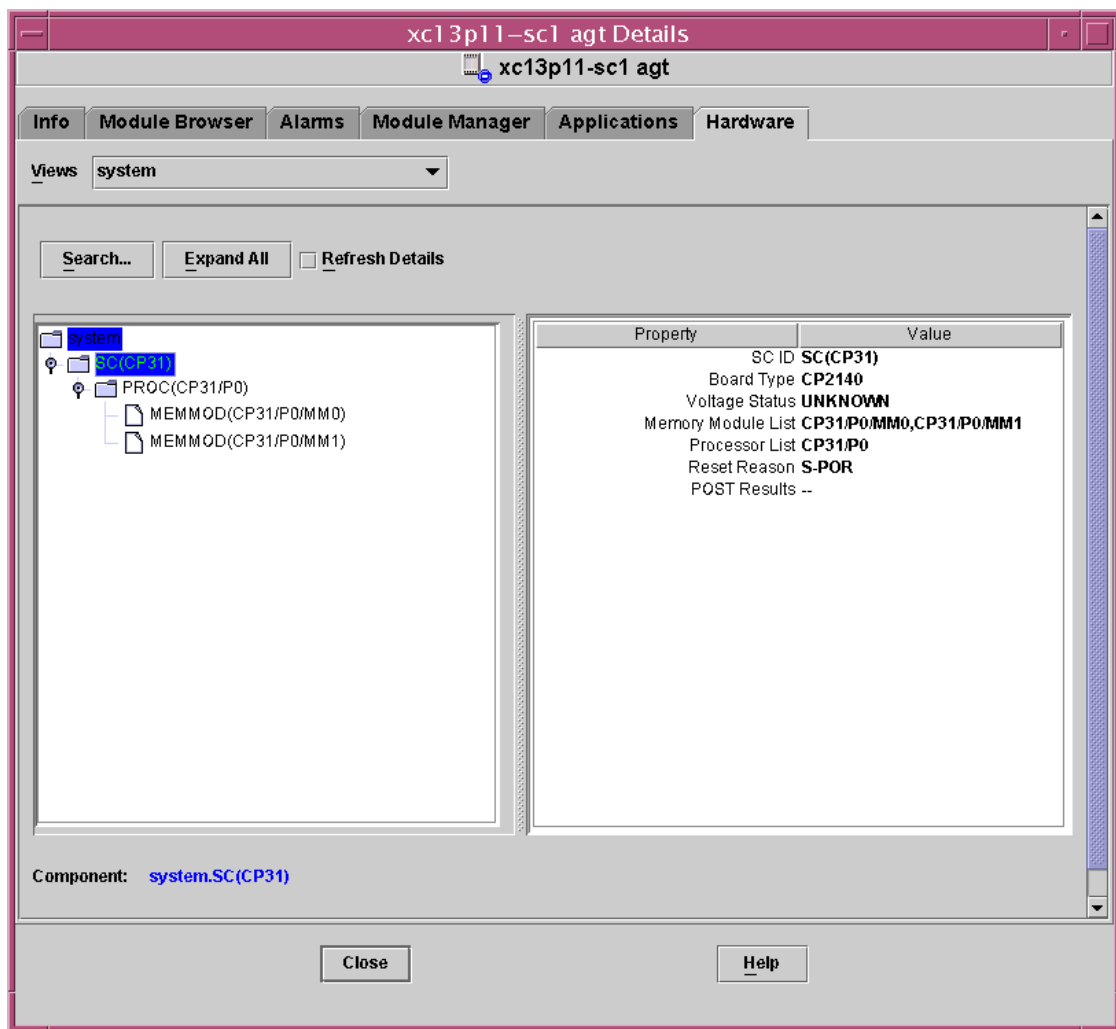 xc13p11-sc1 agt Details
xc13p11-sc1 agt
Info Module Browser Alarms Module Manager Applications Hardware
Views system
Search... Expand All Refresh Details
system
SC(CP31)
PROC(CP31/P0)
MEMMOD(CP31/P0/MM0)
MEMMOD(CP31/P0/MM1)
Property Value
SC ID SC(CP31)
Board Type CP2140
Voltage Status UNKNOWN
Memory Module List CP31/P0/MM0,CP31/P0/MM1
Processor List CP31/P0
Reset Reason S-POR
POST Results --
Component: system.SC(CP31)
Close Help